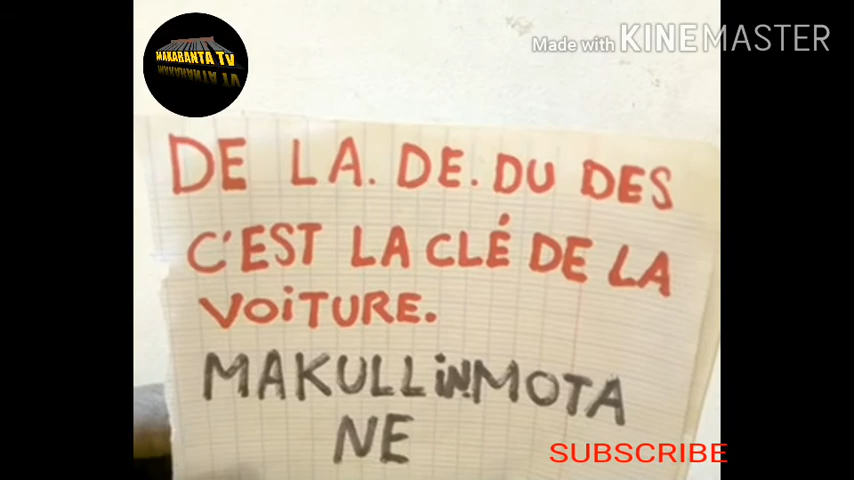 MAKARANTA TV
Made with KINEMASTER
DE LA. DE. DU DES
C'EST LA CLÉ DE LA
VOITURE.
MAKULLIN MOTA
NE
SUBSCRIBE